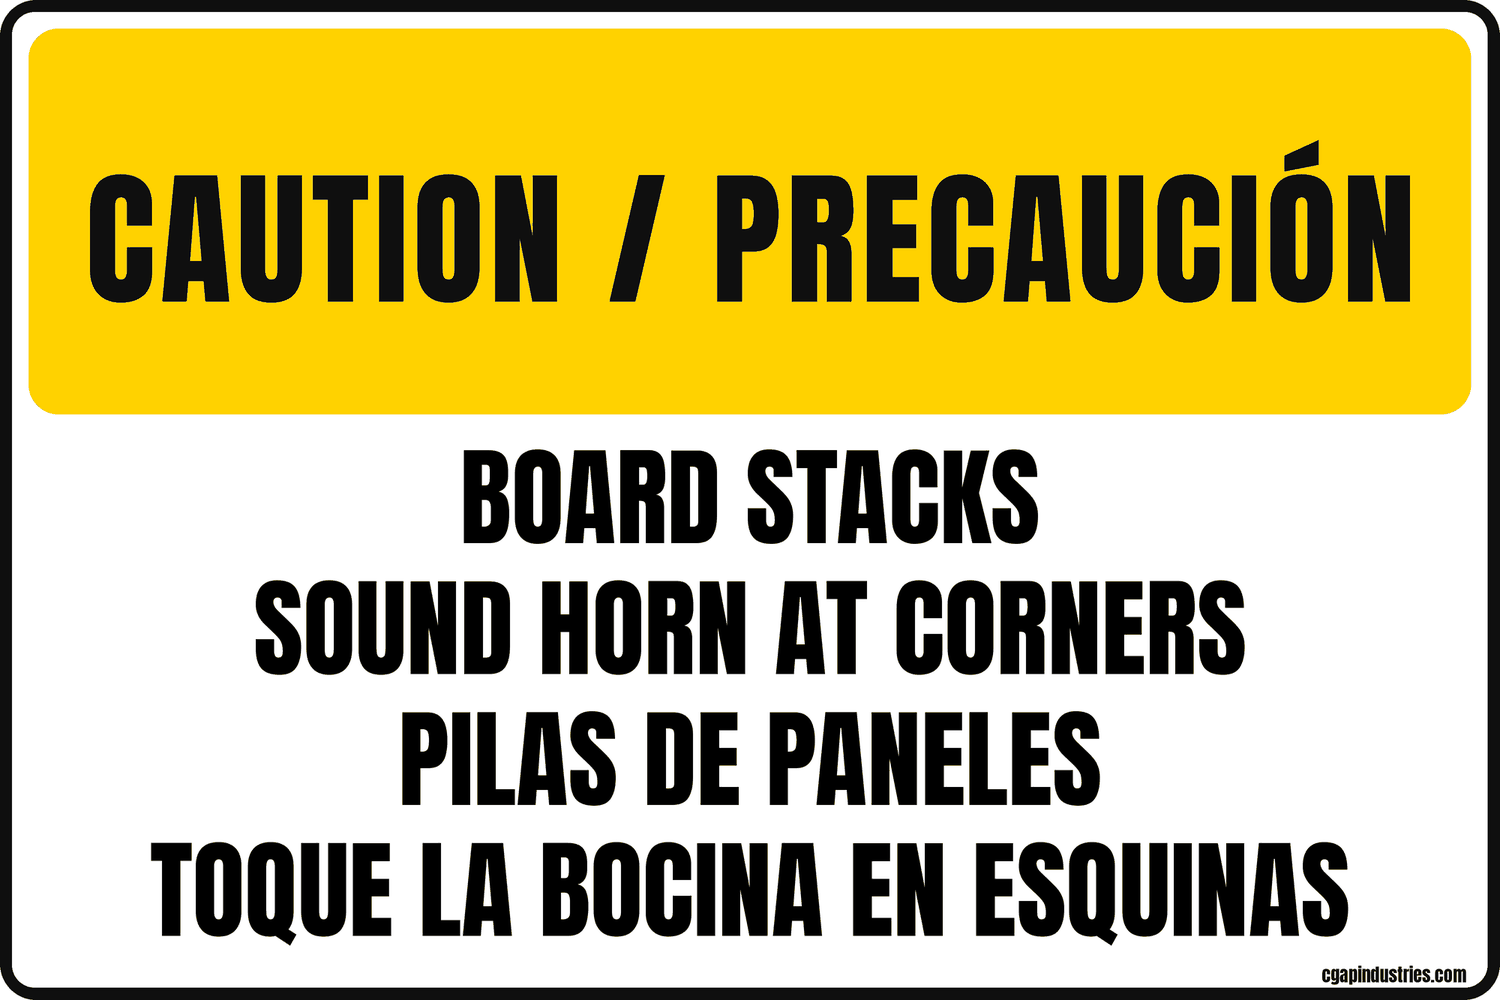 CAUTION / PRECAUCIÓN
BOARD STACKS
SOUND HORN AT CORNERS
PILAS DE PANELES
TOQUE LA BOCINA EN ESQUINAS
cgapindustries.com